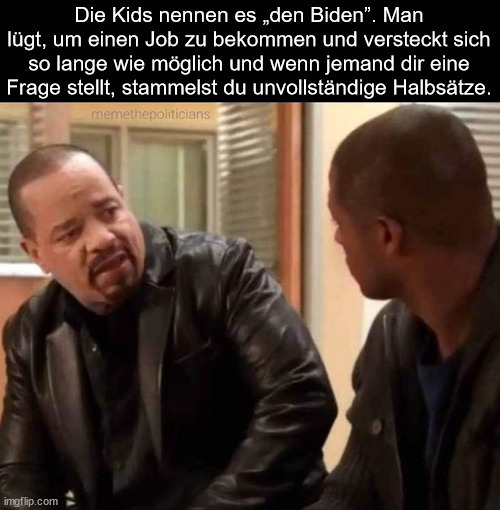 Die Kids nennen es „den Biden”. Man
lügt, um einen Job zu bekommen und versteckt sich
so lange wie möglich und wenn jemand dir eine
Frage stellt, stammelst du unvollständige Halbsätze.
memethepoliticians
imgflip.com